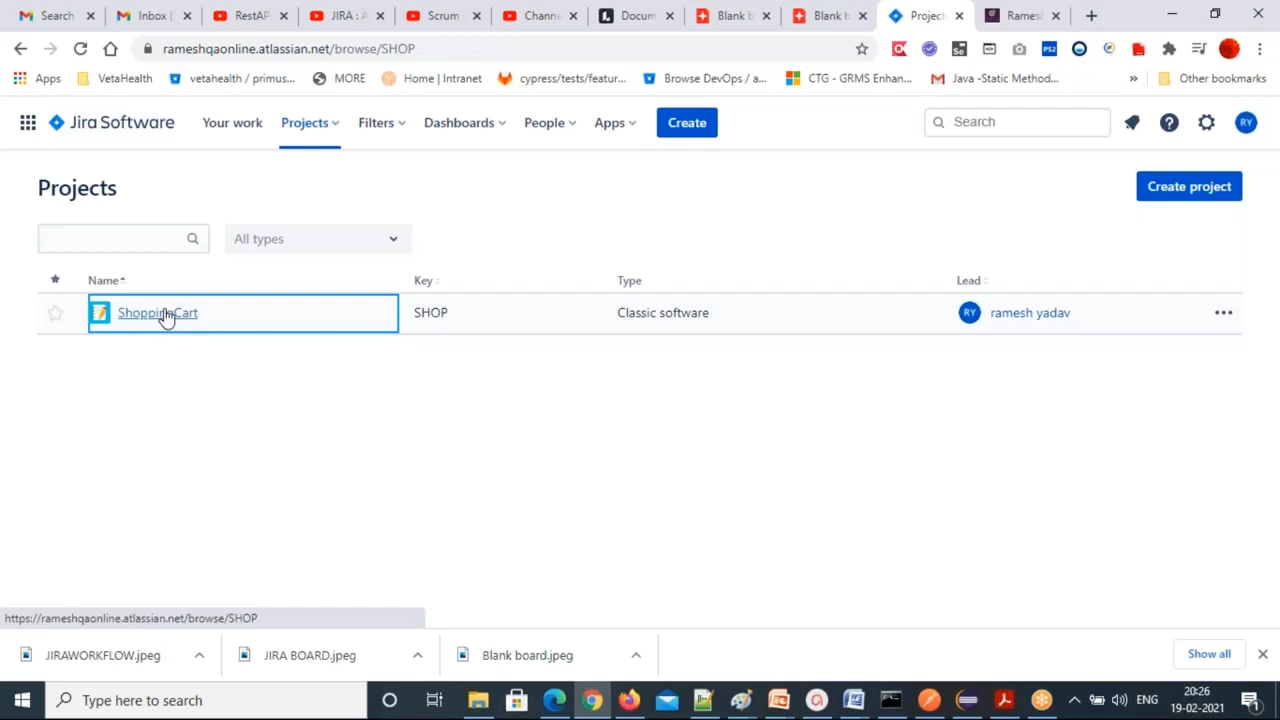 Search
Inbox (
RestAP
JIRA : A
Scrum
Chann
Docum
Blank b
Blank b
Project
Rames
rameshqaonline.atlassian.net/browse/SHOP
Apps
VetaHealth
vetahealth / primus...
MORE
Home | Intranet
cypress/tests/featur...
Browse DevOps / a...
CTG - GRMS Enhan...
Java -Static Method...
»
Other bookmarks
Jira Software
Your work
Projects
Filters
Dashboards
People
Apps
Create
Search
RY
Projects
Create project
All types
Name
Key
Type
Lead
ShoppingCart
SHOP
Classic software
RY
ramesh yadav
https://rameshqaonline.atlassian.net/browse/SHOP
JIRAWORKFLOW.jpeg
JIRA BOARD.jpeg
Blank board.jpeg
Show all
Type here to search
ENG
20:26
19-02-2021